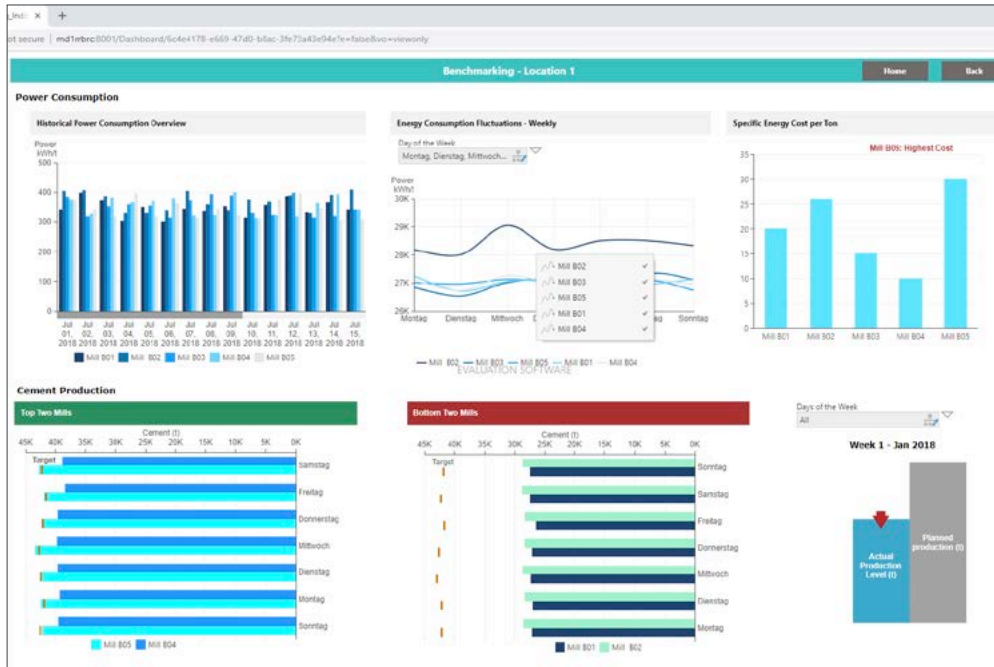 ot secure
Benchmarking - Location 1
Home
Back
Power Consumption
Historical Power Consumption Overview
Power
kWh/t
500
400
300
200
100
0
Jul 01, 2018
Jul 02, 2018
Jul 03, 2018
Jul 04, 2018
Jul 05, 2018
Jul 06, 2018
Jul 07, 2018
Jul 08, 2018
Jul 09, 2018
Jul 10, 2018
Jul 11, 2018
Jul 12, 2018
Jul 13, 2018
Jul 14, 2018
Jul 15, 2018
Mill B01 Mill B02 Mill B03 Mill B04 Mill B05
Energy Consumption Fluctuations - Weekly
Day of the Week
Montag, Dienstag, Mittwoch...
Power
kWh/t
30K
29K
28K
27K
26K
Mill B02
Mill B03
Mill B05
Mill B01
Mill B04
Montag Dienstag Mittwoch Sonntag
Mill B02 Mill B03 Mill B05 Mill B01 Mill B04
EVALUATION SOFTWARE
Specific Energy Cost per Ton
Mill B05: Highest Cost
35
30
25
20
15
10
5
0
Mill B01 Mill B02 Mill B03 Mill B04 Mill B05
Cement Production
Top Two Mills
Cement (t)
45K 40K 35K 30K 25K 20K 15K 10K 5K 0K
Target
Samstag
Freitag
Donnerstag
Mittwoch
Dienstag
Montag
Sonntag
Mill B05 Mill B04
Bottom Two Mills
Cement (t)
45K 40K 35K 30K 25K 20K 15K 10K 5K 0K
Target
Sonntag
Samstag
Freitag
Donnerstag
Mittwoch
Dienstag
Montag
Mill B01 Mill B02
Days of the Week
All
Week 1 - Jan 2018
Actual
Production
Level (t)
Planned
production (t)